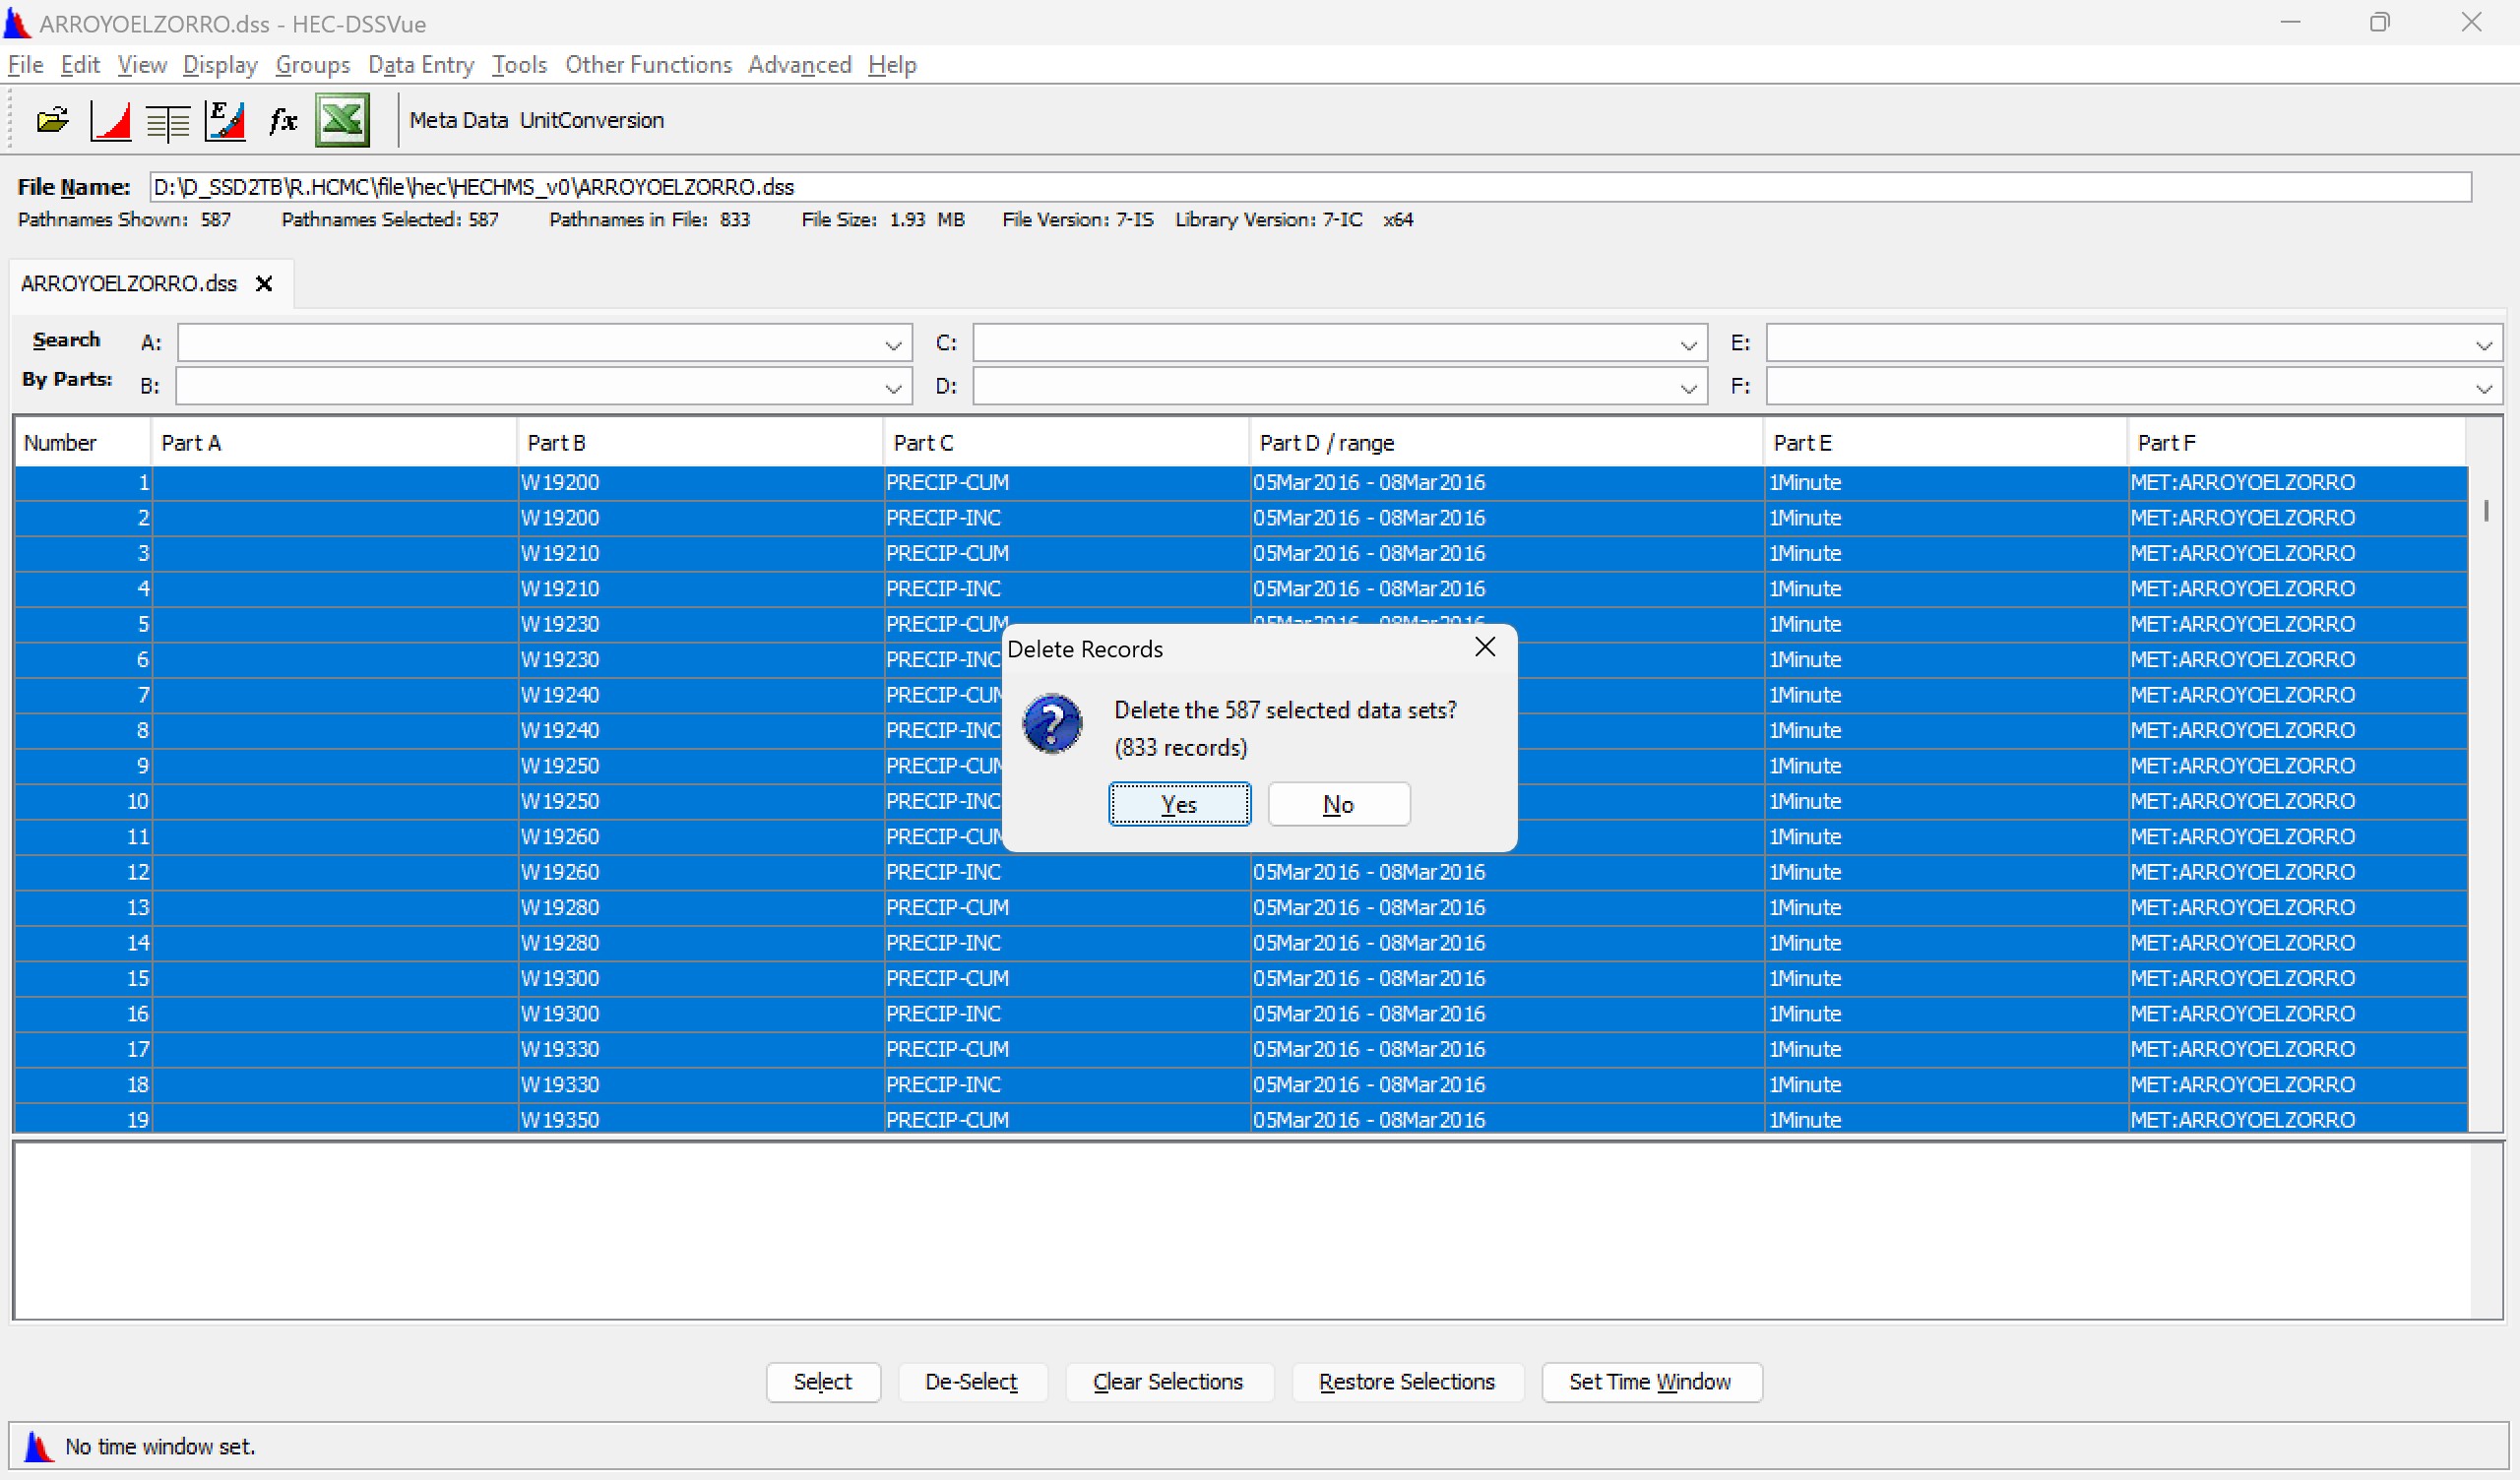 ARROYOELZORRO.dss - HEC-DSSVue
File Edit View Display Groups Data Entry Tools Other Functions Advanced Help
E fx Meta Data UnitConversion
File Name: D:\D_SSD2TB\R.HCMC\file\hec\HECHMS_v0\ARROYOELZORRO.dss
Pathnames Shown: 587 Pathnames Selected: 587 Pathnames in File: 833 File Size: 1.93 MB File Version: 7-IS Library Version: 7-IC x64
ARROYOELZORRO.dss
Search A: C: E:
By Parts: B: D: F:
Number Part A Part B Part C Part D / range Part E Part F
1 W19200 PRECIP-CUM 05Mar2016 - 08Mar2016 1Minute MET:ARROYOELZORRO
2 W19200 PRECIP-INC 05Mar2016 - 08Mar2016 1Minute MET:ARROYOELZORRO
3 W19210 PRECIP-CUM 05Mar2016 - 08Mar2016 1Minute MET:ARROYOELZORRO
4 W19210 PRECIP-INC 05Mar2016 - 08Mar2016 1Minute MET:ARROYOELZORRO
5 W19230 PRECIP-CUM 05Mar2016 - 08Mar2016 1Minute MET:ARROYOELZORRO
6 W19230 PRECIP-INC 1Minute MET:ARROYOELZORRO
7 W19240 PRECIP-CUM 1Minute MET:ARROYOELZORRO
8 W19240 PRECIP-INC 1Minute MET:ARROYOELZORRO
9 W19250 PRECIP-CUM 1Minute MET:ARROYOELZORRO
10 W19250 PRECIP-INC 1Minute MET:ARROYOELZORRO
11 W19260 PRECIP-CUM 1Minute MET:ARROYOELZORRO
12 W19260 PRECIP-INC 05Mar2016 - 08Mar2016 1Minute MET:ARROYOELZORRO
13 W19280 PRECIP-CUM 05Mar2016 - 08Mar2016 1Minute MET:ARROYOELZORRO
14 W19280 PRECIP-INC 05Mar2016 - 08Mar2016 1Minute MET:ARROYOELZORRO
15 W19300 PRECIP-CUM 05Mar2016 - 08Mar2016 1Minute MET:ARROYOELZORRO
16 W19300 PRECIP-INC 05Mar2016 - 08Mar2016 1Minute MET:ARROYOELZORRO
17 W19330 PRECIP-CUM 05Mar2016 - 08Mar2016 1Minute MET:ARROYOELZORRO
18 W19330 PRECIP-INC 05Mar2016 - 08Mar2016 1Minute MET:ARROYOELZORRO
19 W19350 PRECIP-CUM 05Mar2016 - 08Mar2016 1Minute MET:ARROYOELZORRO
Delete Records
Delete the 587 selected data sets?
(833 records)
Yes No
Select De-Select Clear Selections Restore Selections Set Time Window
No time window set.